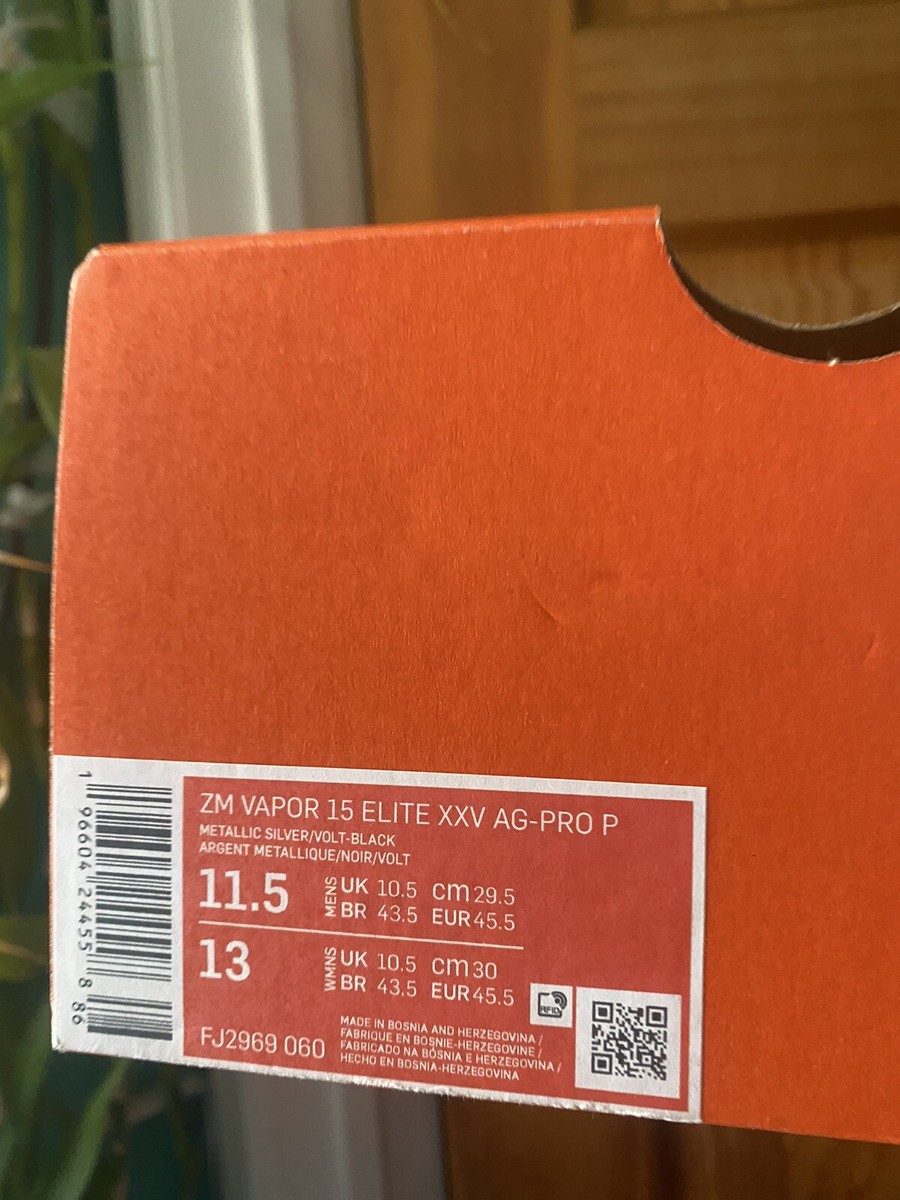 ZM VAPOR 15 ELITE XXV AG-PRO P
METALLIC SILVER/VOLT-BLACK
ARGENT METALLIQUE/NOIR/VOLT
11.5 MENS UK 10.5 cm 29.5
BR 43.5 EUR 45.5
13 WMNS UK 10.5 cm 30
BR 43.5 EUR 45.5
FJ2969 060
MADE IN BOSNIA AND HERZEGOVINA /
FABRIQUE EN BOSNIE-HERZEGOVINE /
FABRICADO NA BÓSNIA E HERZEGOVINA /
HECHO EN BOSNIA-HERZEGOVINA
RFID
1 96604 24455 8 86